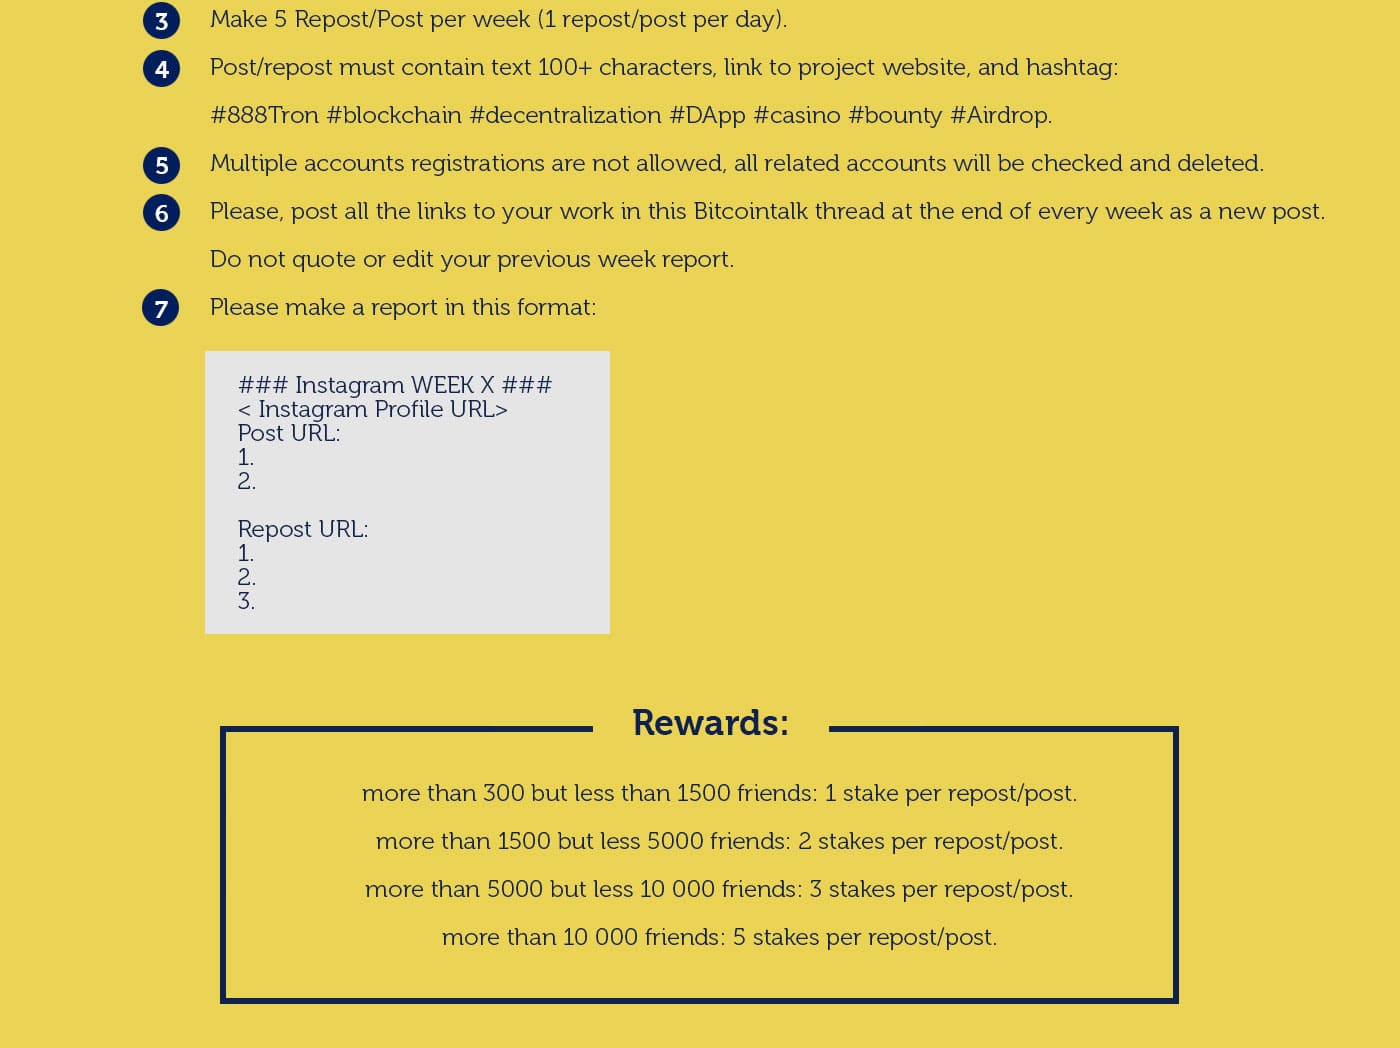 3 Make 5 Repost/Post per week (1 repost/post per day).
4 Post/repost must contain text 100+ characters, link to project website, and hashtag:
#888Tron #blockchain #decentralization #DApp #casino #bounty #Airdrop.
5 Multiple accounts registrations are not allowed, all related accounts will be checked and deleted.
6 Please, post all the links to your work in this Bitcointalk thread at the end of every week as a new post.
Do not quote or edit your previous week report.
7 Please make a report in this format:
### Instagram WEEK X ###
< Instagram Profile URL>
Post URL:
1.
2.
Repost URL:
1.
2.
3.
Rewards:
more than 300 but less than 1500 friends: 1 stake per repost/post.
more than 1500 but less 5000 friends: 2 stakes per repost/post.
more than 5000 but less 10 000 friends: 3 stakes per repost/post.
more than 10 000 friends: 5 stakes per repost/post.